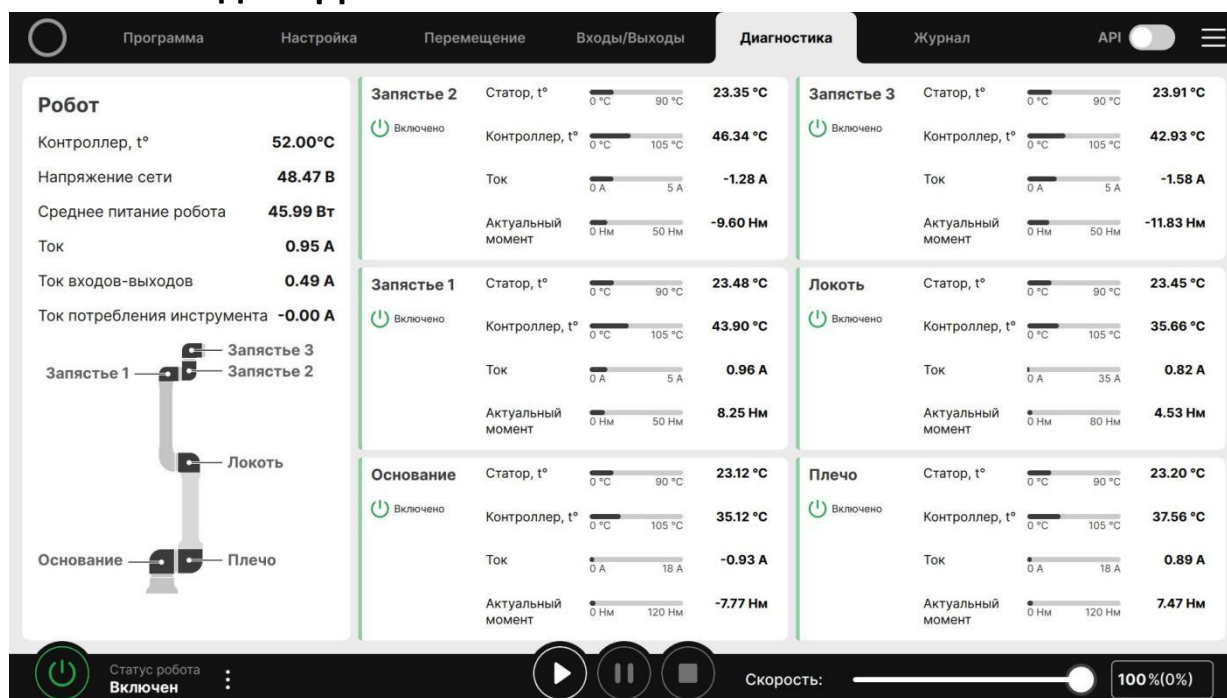 Программа Настройка Перемещение Входы/Выходы Диагностика Журнал API
Робот
Контроллер, t° 52.00°C
Напряжение сети 48.47 В
Среднее питание робота 45.99 Вт
Ток 0.95 А
Ток входов-выходов 0.49 А
Ток потребления инструмента -0.00 А
Запястье 3
Запястье 1 Запястье 2
Локоть
Основание Плечо
Запястье 2
Включено
Статор, t° 0 °C 90 °C 23.35 °C
Контроллер, t° 0 °C 105 °C 46.34 °C
Ток 0 А 5 А -1.28 А
Актуальный
момент 0 Нм 50 Нм -9.60 Нм
Запястье 3
Включено
Статор, t° 0 °C 90 °C 23.91 °C
Контроллер, t° 0 °C 105 °C 42.93 °C
Ток 0 А 5 А -1.58 А
Актуальный
момент 0 Нм 50 Нм -11.83 Нм
Запястье 1
Включено
Статор, t° 0 °C 90 °C 23.48 °C
Контроллер, t° 0 °C 105 °C 43.90 °C
Ток 0 А 5 А 0.96 А
Актуальный
момент 0 Нм 50 Нм 8.25 Нм
Локоть
Включено
Статор, t° 0 °C 90 °C 23.45 °C
Контроллер, t° 0 °C 105 °C 35.66 °C
Ток 0 А 35 А 0.82 А
Актуальный
момент 0 Нм 80 Нм 4.53 Нм
Основание
Включено
Статор, t° 0 °C 90 °C 23.12 °C
Контроллер, t° 0 °C 105 °C 35.12 °C
Ток 0 А 18 А -0.93 А
Актуальный
момент 0 Нм 120 Нм -7.77 Нм
Плечо
Включено
Статор, t° 0 °C 90 °C 23.20 °C
Контроллер, t° 0 °C 105 °C 37.56 °C
Ток 0 А 18 А 0.89 А
Актуальный
момент 0 Нм 120 Нм 7.47 Нм
Статус робота
Включен
Скорость: 100%(0%)